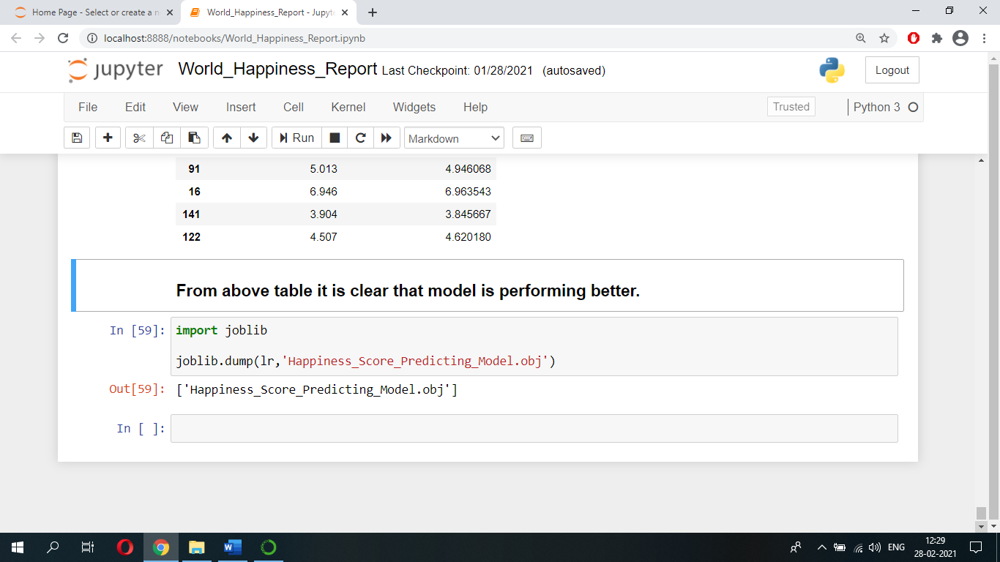 Home Page - Select or create a n
World_Happiness_Report - Jupyte
localhost:8888/notebooks/World_Happiness_Report.ipynb
jupyter World_Happiness_Report Last Checkpoint: 01/28/2021 (autosaved)
Logout
File Edit View Insert Cell Kernel Widgets Help
Trusted
Python 3
Run
Markdown
91 5.013 4.946068
16 6.946 6.963543
141 3.904 3.845667
122 4.507 4.620180
From above table it is clear that model is performing better.
In [59]: import joblib
joblib.dump(lr,'Happiness_Score_Predicting_Model.obj')
Out[59]: ['Happiness_Score_Predicting_Model.obj']
In [ ]:
ENG
12:29
28-02-2021